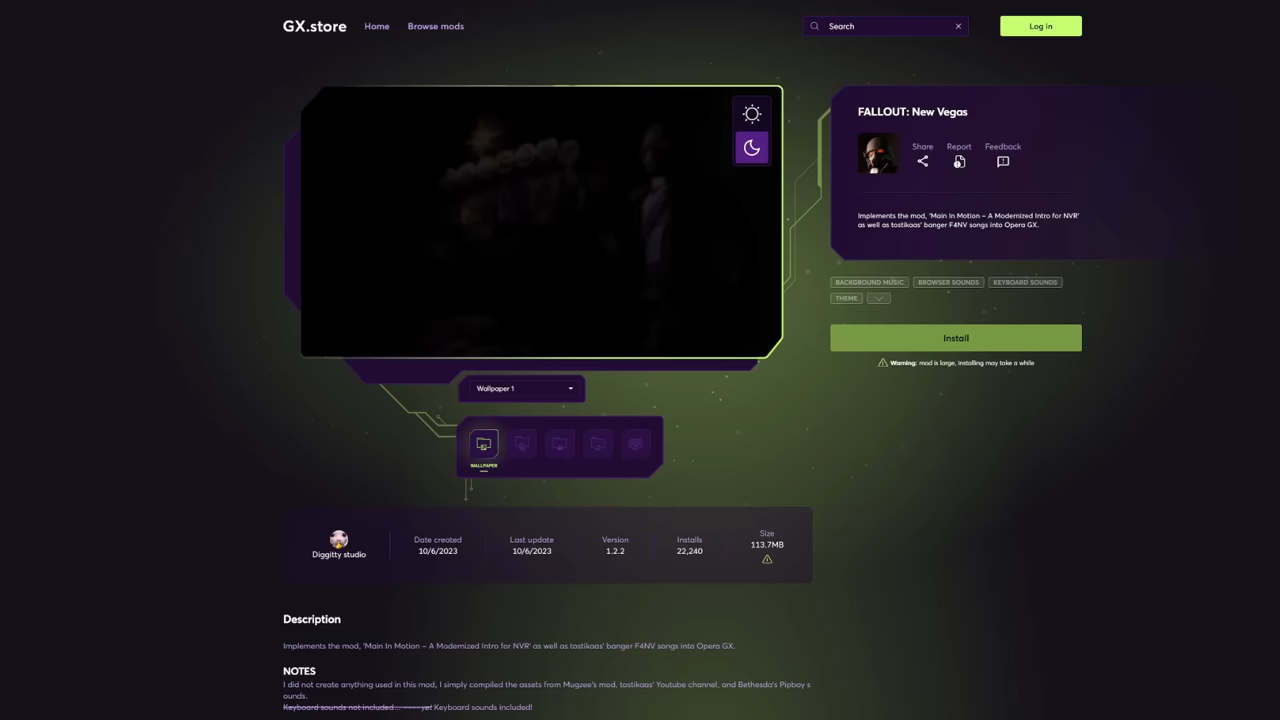 GX.store
Home
Browse mods
Search
Log in
FALLOUT: New Vegas
Share
Report
Feedback
Implements the mod, 'Main In Motion – A Modernized Intro for NVR'
as well as tostikaas' banger F4NV songs into Opera GX.
BACKGROUND MUSIC
BROWSER SOUNDS
KEYBOARD SOUNDS
THEME
Install
Warning: mod is large, installing may take a while
Wallpaper 1
WALLPAPER
Diggitty studio
Date created
10/6/2023
Last update
10/6/2023
Version
1.2.2
Installs
22,240
Size
113.7MB
Description
Implements the mod, 'Main In Motion – A Modernized Intro for NVR' as well as tostikaas' banger F4NV songs into Opera GX.
NOTES
I did not create anything used in this mod, I simply compiled the assets from Mugzee's mod, tostikaas' Youtube channel, and Bethesda's Pipboy s
ounds.
Keyboard sounds not included... ----yet Keyboard sounds included!